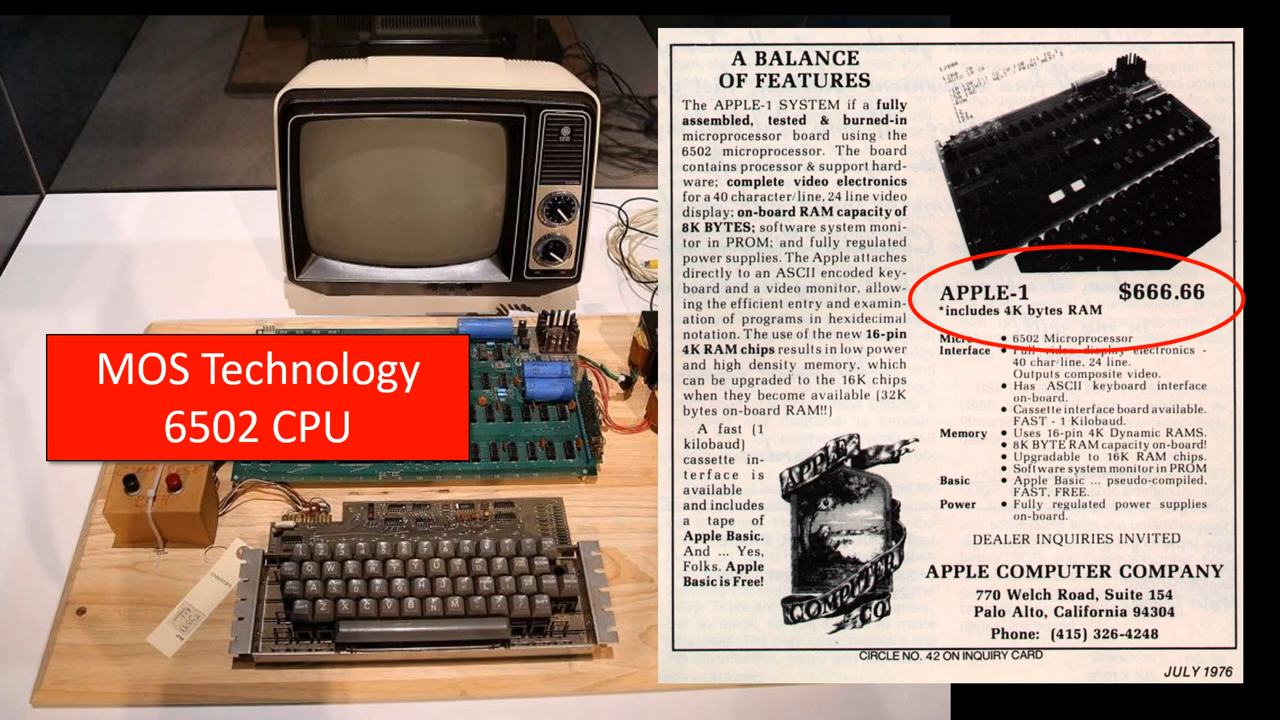 MOS Technology
6502 CPU
A BALANCE
OF FEATURES
The APPLE-1 SYSTEM if a fully
assembled, tested & burned-in
microprocessor board using the
6502 microprocessor. The board
contains processor & support hard-
ware; complete video electronics
for a 40 character/line, 24 line video
display; on-board RAM capacity of
8K BYTES; software system moni-
tor in PROM; and fully regulated
power supplies. The Apple attaches
directly to an ASCII encoded key-
board and a video monitor, allow-
ing the efficient entry and examin-
ation of programs in hexidecimal
notation. The use of the new 16-pin
4K RAM chips results in low power
and high density memory, which
can be upgraded to the 16K chips
when they become available (32K
bytes on-board RAM!!)
A fast (1
kilobaud)
cassette in-
terface is
available
and includes
a tape of
Apple Basic.
And ... Yes,
Folks. Apple
Basic is Free!
APPLE COMPUTER CO.
APPLE-1 $666.66
*includes 4K bytes RAM
Micro • 6502 Microprocessor
Interface • Full video display electronics -
40 char/line, 24 line.
Outputs composite video.
• Has ASCII keyboard interface
on-board.
• Cassette interface board available.
FAST - 1 Kilobaud.
Memory • Uses 16-pin 4K Dynamic RAMS.
• 8K BYTE RAM capacity on-board!
• Upgradable to 16K RAM chips.
• Software system monitor in PROM
Basic • Apple Basic ... pseudo-compiled,
FAST, FREE.
Power • Fully regulated power supplies
on-board.
DEALER INQUIRIES INVITED
APPLE COMPUTER COMPANY
770 Welch Road, Suite 154
Palo Alto, California 94304
Phone: (415) 326-4248
CIRCLE NO. 42 ON INQUIRY CARD
JULY 1976